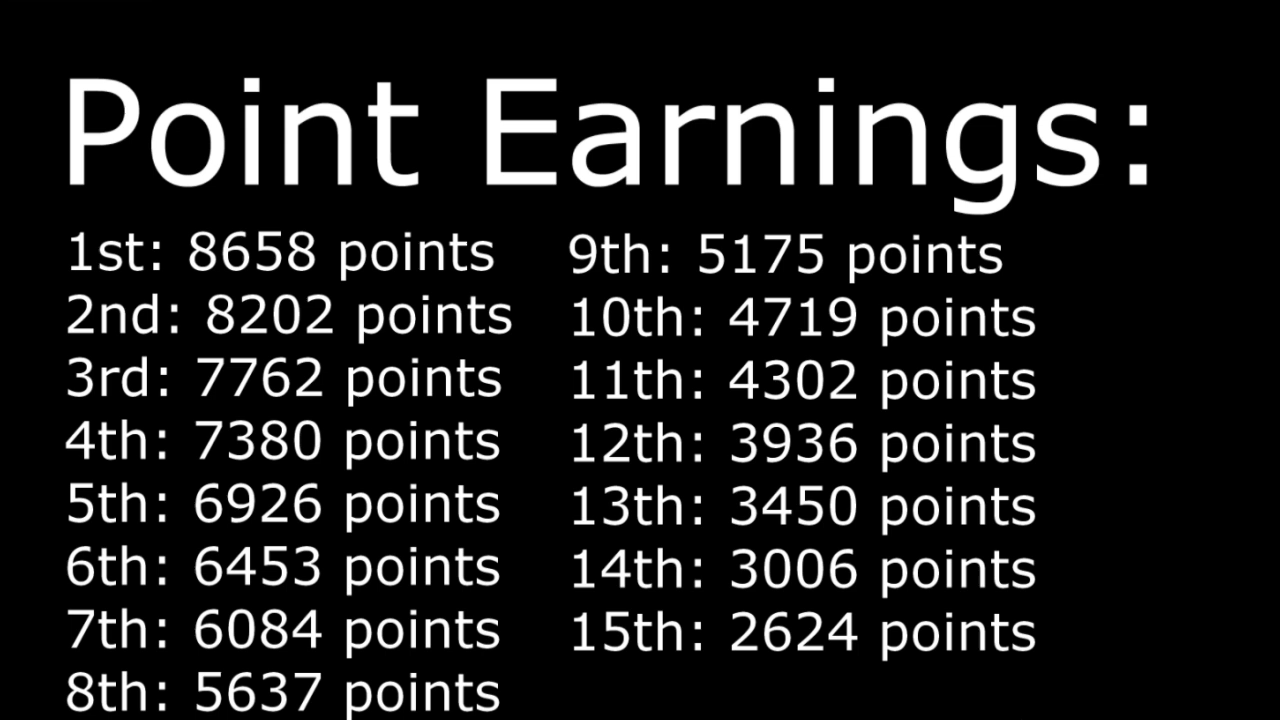 Point Earnings:
1st: 8658 points
2nd: 8202 points
3rd: 7762 points
4th: 7380 points
5th: 6926 points
6th: 6453 points
7th: 6084 points
8th: 5637 points
9th: 5175 points
10th: 4719 points
11th: 4302 points
12th: 3936 points
13th: 3450 points
14th: 3006 points
15th: 2624 points